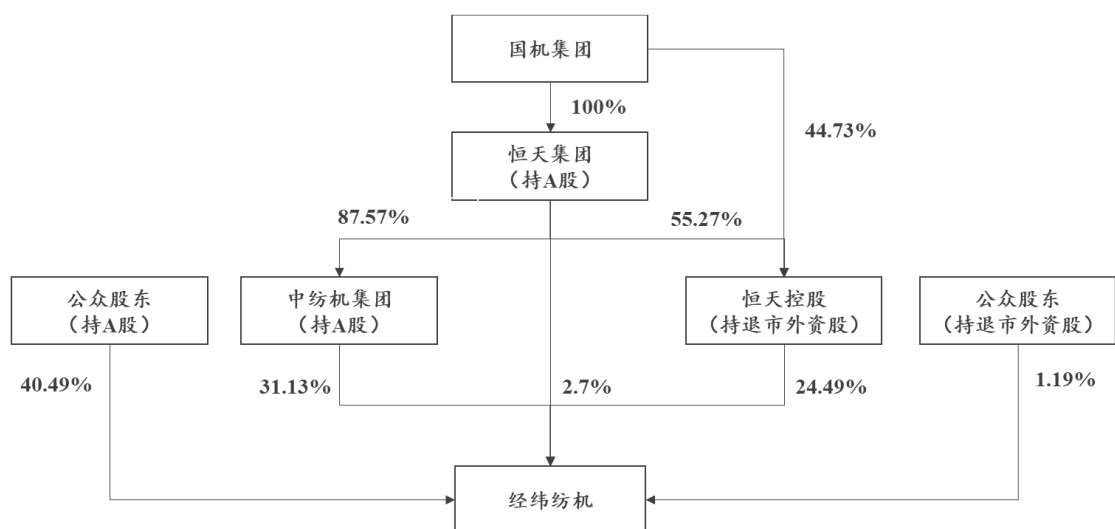 国机集团
100%
44.73%
恒天集团
（持A股）
87.57%
55.27%
公众股东
（持A股）
中纺机集团
（持A股）
恒天控股
（持退市外资股）
公众股东
（持退市外资股）
40.49%
31.13%
2.7%
24.49%
1.19%
经纬纺机